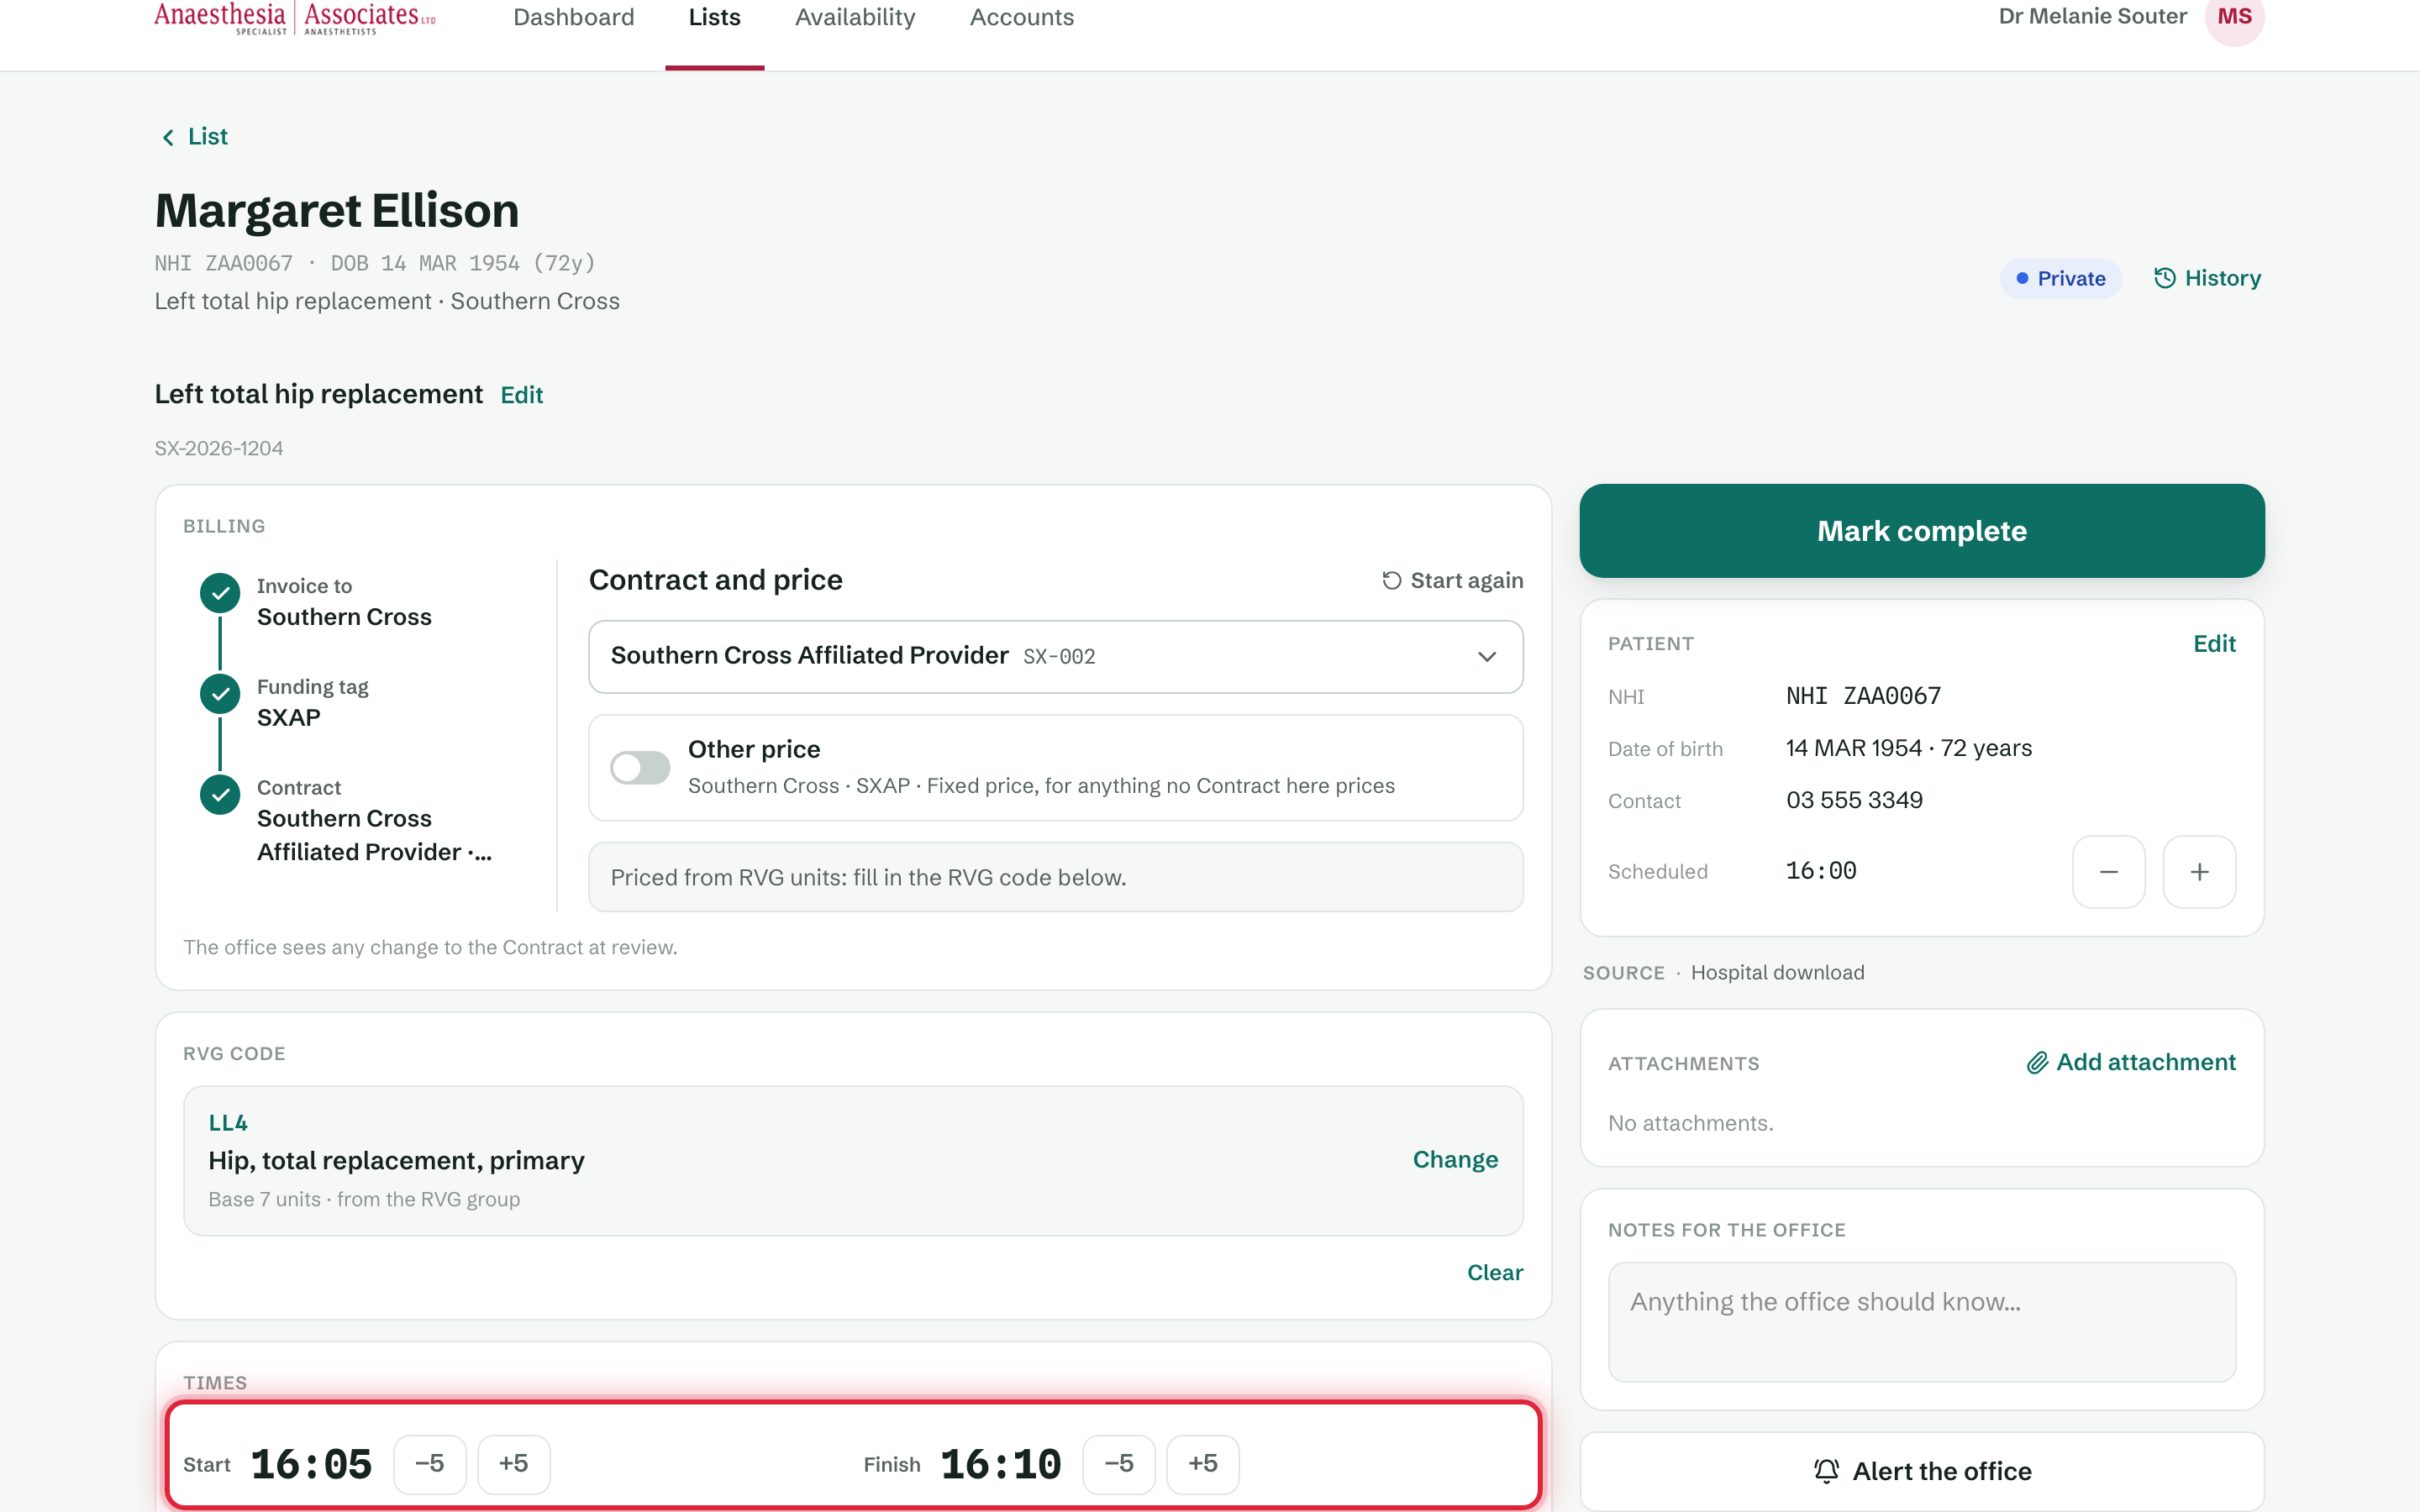 Anaesthesia Associates LTD
SPECIALIST ANAESTHETISTS
Dashboard
Lists
Availability
Accounts
Dr Melanie Souter
MS
List
Margaret Ellison
NHI ZAA0067 · DOB 14 MAR 1954 (72y)
Left total hip replacement · Southern Cross
Private
History
Left total hip replacement Edit
SX-2026-1204
BILLING
Invoice to
Southern Cross
Funding tag
SXAP
Contract
Southern Cross
Affiliated Provider ·...
Contract and price
Start again
Southern Cross Affiliated Provider SX-002
Other price
Southern Cross · SXAP · Fixed price, for anything no Contract here prices
Priced from RVG units: fill in the RVG code below.
The office sees any change to the Contract at review.
RVG CODE
LL4
Hip, total replacement, primary
Base 7 units · from the RVG group
Change
Clear
TIMES
Start 16:05 −5 +5
Finish 16:10 −5 +5
Mark complete
PATIENT
Edit
NHI NHI ZAA0067
Date of birth 14 MAR 1954 · 72 years
Contact 03 555 3349
Scheduled 16:00 − +
SOURCE · Hospital download
ATTACHMENTS
Add attachment
No attachments.
NOTES FOR THE OFFICE
Anything the office should know...
Alert the office